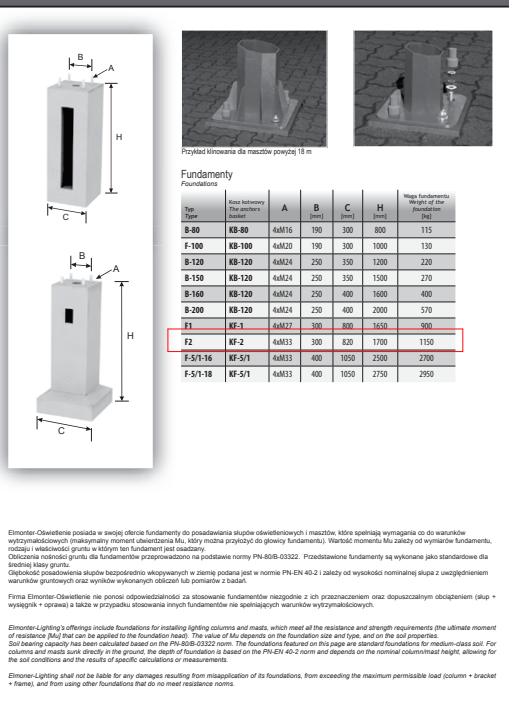 B
A
H
C
B
A
H
C
Przykład klinowania dla masztów powyżej 18 m
Fundamenty
Foundations
Typ Type Kosz kotwowy The anchors basket A B [mm] C [mm] H [mm] Waga fundamentu Weight of the foundation [kg]
B-80 KB-80 4xM16 190 300 800 115
F-100 KB-100 4xM20 190 300 1000 130
B-120 KB-120 4xM24 250 350 1200 220
B-150 KB-120 4xM24 250 350 1500 270
B-160 KB-120 4xM24 250 400 1600 400
B-200 KB-120 4xM24 250 400 2000 570
F1 KF-1 4xM27 300 800 1650 900
F2 KF-2 4xM33 300 820 1700 1150
F-5/1-16 KF-5/1 4xM33 400 1050 2500 2700
F-5/1-18 KF-5/1 4xM33 400 1050 2750 2950
Elmonter-Oświetlenie posiada w swojej ofercie fundamenty do posadawiania słupów oświetleniowych i masztów, które spełniają wymagania co do warunków
wytrzymałościowych (maksymalny moment utwierdzenia Mu, który można przyłożyć do głowicy fundamentu). Wartość momentu Mu zależy od wymiarów fundamentu,
rodzaju i właściwości gruntu w którym ten fundament jest osadzany.
Obliczenia nośności gruntu dla fundamentów przeprowadzono na podstawie normy PN-80/B-03322. Przedstawione fundamenty są wykonane jako standardowe dla
średniej klasy gruntu.
Głębokość posadowienia słupów bezpośrednio wkopywanych w ziemię podana jest w normie PN-EN 40-2 i zależy od wysokości nominalnej słupa z uwzględnieniem
warunków gruntowych oraz wyników wykonanych obliczeń lub pomiarów z badań.
Firma Elmonter-Oświetlenie nie ponosi odpowiedzialności za stosowanie fundamentów niezgodnie z ich przeznaczeniem oraz dopuszczalnym obciążeniem (słup +
wysięgnik + oprawa) a także w przypadku stosowania innych fundamentów nie spełniających warunków wytrzymałościowych.
Elmonter-Lighting's offerings include foundations for installing lighting columns and masts, which meet all the resistance and strength requirements (the ultimate moment
of resistance [Mu] that can be applied to the foundation head). The value of Mu depends on the foundation size and type, and on the soil properties.
Soil bearing capacity has been calculated based on the PN-80/B-03322 norm. The foundations featured on this page are standard foundations for medium-class soil. For
columns and masts sunk directly in the ground, the depth of foundation is based on the PN-EN 40-2 norm and depends on the nominal column/mast height, allowing for
the soil conditions and the results of specific calculations or measurements.
Elmoner-Lighting shall not be liable for any damages resulting from misapplication of its foundations, from exceeding the maximum permissible load (column + bracket
+ frame), and from using other foundations that do no meet resistance norms.